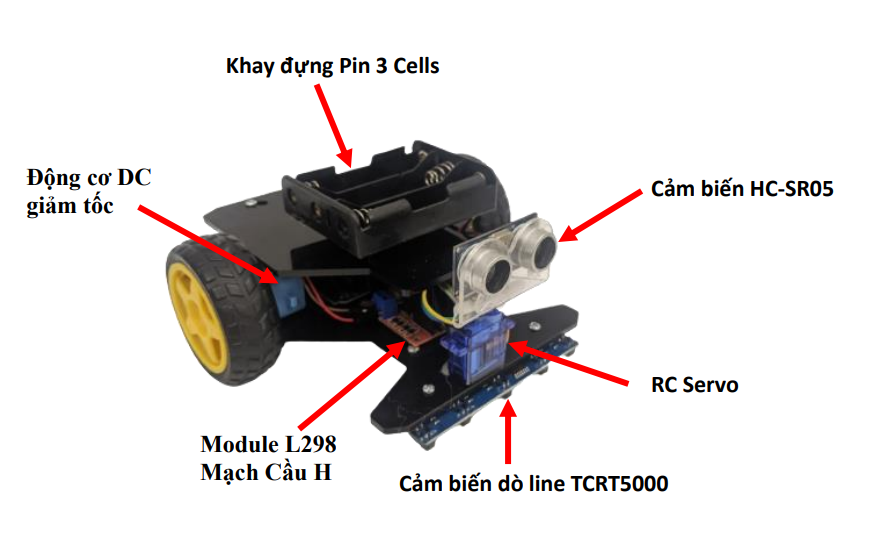 Khay đựng Pin 3 Cells
Động cơ DC
giảm tốc
Cảm biến HC-SR05
RC Servo
Module L298
Mạch Cầu H
Cảm biến dò line TCRT5000